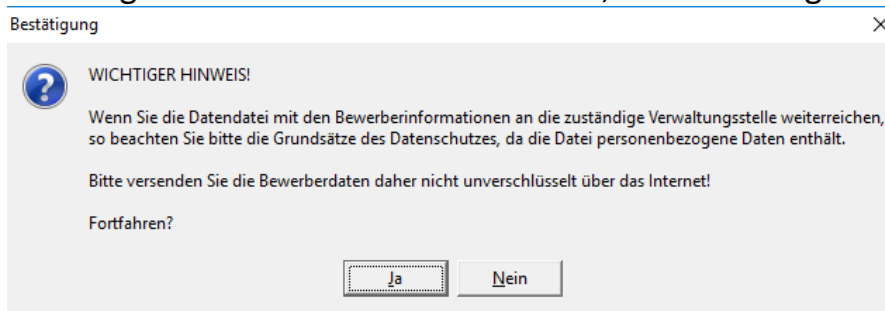 Bestätigung
WICHTIGER HINWEIS!
Wenn Sie die Datendatei mit den Bewerberinformationen an die zuständige Verwaltungsstelle weiterreichen,
so beachten Sie bitte die Grundsätze des Datenschutzes, da die Datei personenbezogene Daten enthält.
Bitte versenden Sie die Bewerberdaten daher nicht unverschlüsselt über das Internet!
Fortfahren?
Ja
Nein